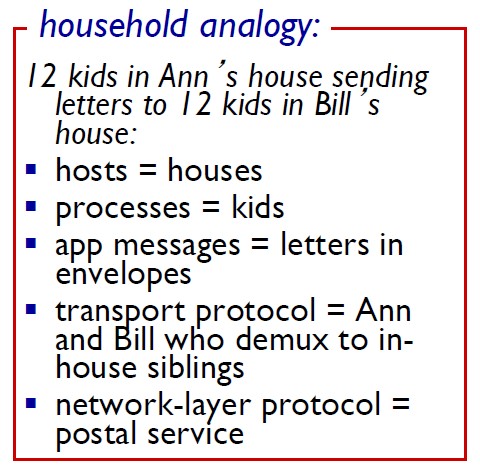 household analogy:
12 kids in Ann’s house sending
letters to 12 kids in Bill’s
house:
▪ hosts = houses
▪ processes = kids
▪ app messages = letters in
envelopes
▪ transport protocol = Ann
and Bill who demux to in-
house siblings
▪ network-layer protocol =
postal service